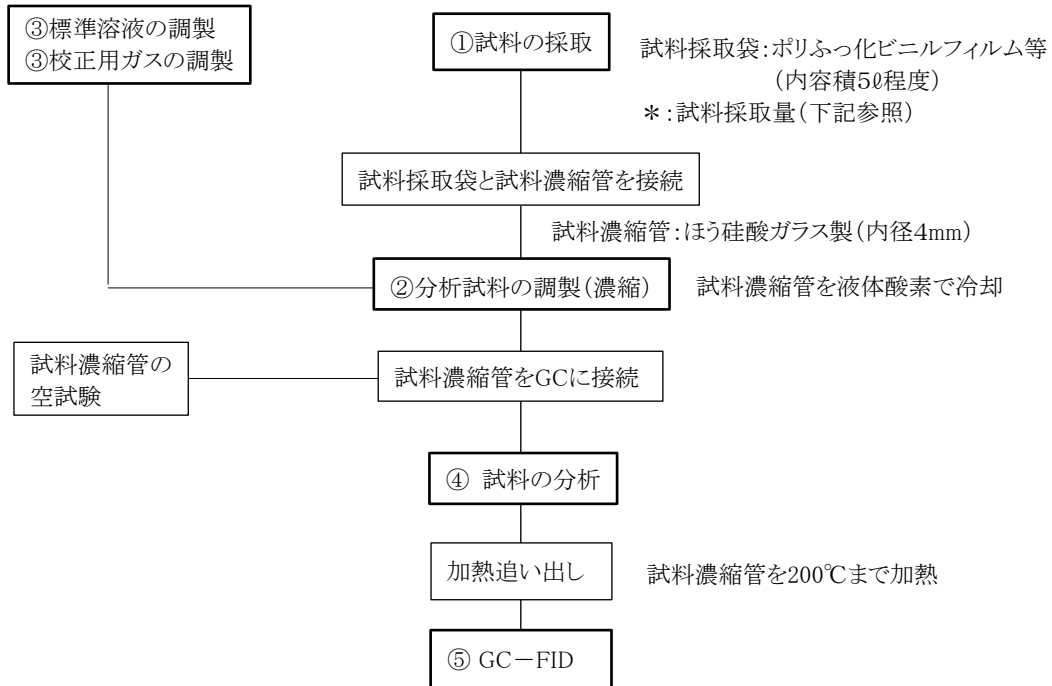 ③標準溶液の調製
③校正用ガスの調製
①試料の採取
試料採取袋：ポリふっ化ビニルフィルム等
（内容積5ℓ程度）
＊：試料採取量（下記参照）
試料採取袋と試料濃縮管を接続
試料濃縮管：ほう硅酸ガラス製（内径4mm）
②分析試料の調製（濃縮）
試料濃縮管を液体酸素で冷却
試料濃縮管の
空試験
試料濃縮管をGCに接続
④ 試料の分析
加熱追い出し
試料濃縮管を200℃まで加熱
⑤ GC－FID